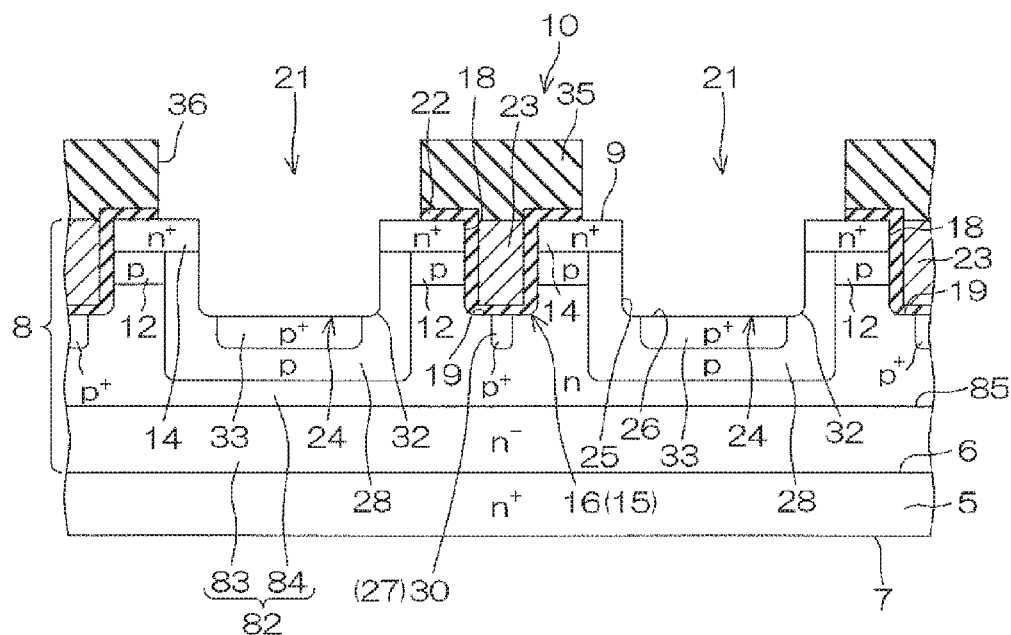 10
21 18 23 35 21
36 22 9
n+ n+ n+ n+ 18
p p p p 23
8 12 12 14 12 19
p+ p+
p+ p 19 p+ n p p+
85
14 33 24 32 n− 25 26 33 24 32 6
28 n+ 16(15) 28 5
83 84 (27)30 7
82